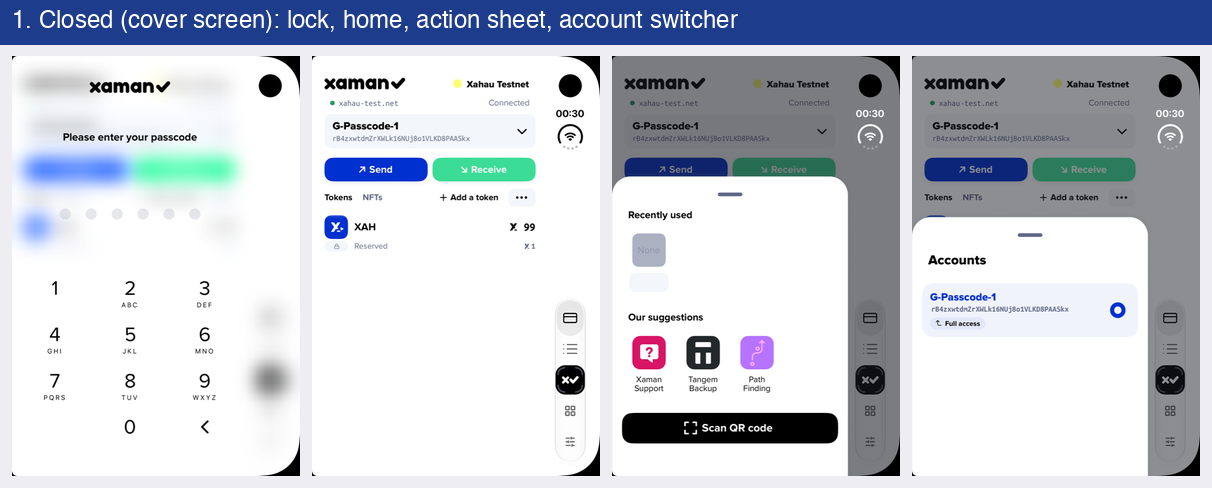 1. Closed (cover screen): lock, home, action sheet, account switcher
xaman
Please enter your passcode
1
2
ABC
3
DEF
4
GHI
5
JKL
6
MNO
7
PQRS
8
TUV
9
WXYZ
0
xaman
Xahau Testnet
xahau-test.net
Connected
00:30
G-Passcode-1
r84zxwtdmZrXWLk16NUj8o1VLKD8PAASkx
Send
Receive
Tokens NFTs
+ Add a token
XAH
X 99
Reserved
X 1
xaman
Xahau Testnet
xahau-test.net
Connected
00:30
G-Passcode-1
r84zxwtdmZrXWLk16NUj8o1VLKD8PAASkx
Send
Receive
Recently used
None
Our suggestions
Xaman
Support
Tangem
Backup
Path
Finding
Scan QR code
xaman
Xahau Testnet
xahau-test.net
Connected
00:30
G-Passcode-1
r84zxwtdmZrXWLk16NUj8o1VLKD8PAASkx
Send
Receive
Tokens NFTs
+ Add a token
Accounts
G-Passcode-1
r84zxwtdmZrXWLk16NUj8o1VLKD8PAASkx
Full access